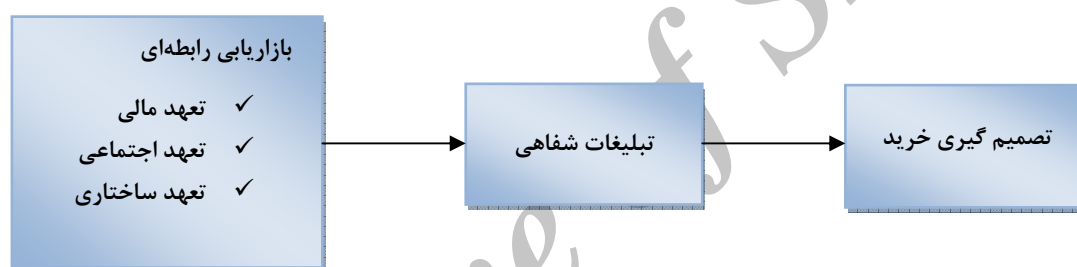 بازاریابی رابطه‌ای
✓ تعهد مالی
✓ تعهد اجتماعی
✓ تعهد ساختاری
تبلیغات شفاهی
تصمیم گیری خرید